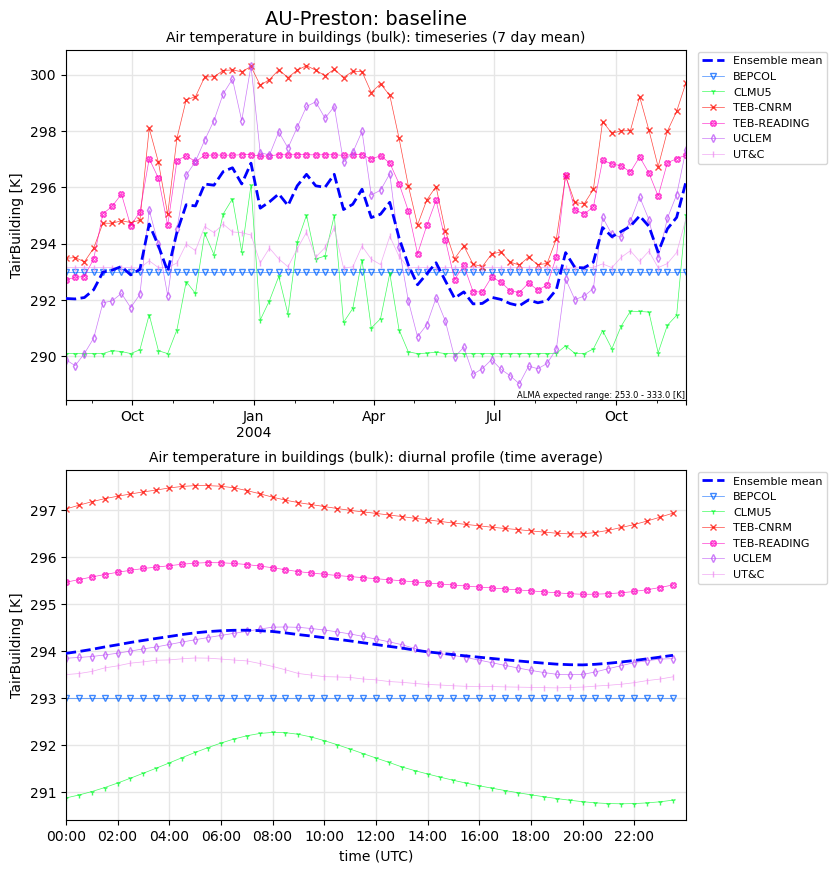 AU-Preston: baseline
Air temperature in buildings (bulk): timeseries (7 day mean)
300
298
296
294
292
290
TairBuilding [K]
ALMA expected range: 253.0 - 333.0 [K]
Oct
Jan
2004
Apr
Jul
Oct
Ensemble mean
BEPCOL
CLMU5
TEB-CNRM
TEB-READING
UCLEM
UT&C
Air temperature in buildings (bulk): diurnal profile (time average)
297
296
295
294
293
292
291
TairBuilding [K]
00:00 02:00 04:00 06:00 08:00 10:00 12:00 14:00 16:00 18:00 20:00 22:00
time (UTC)
Ensemble mean
BEPCOL
CLMU5
TEB-CNRM
TEB-READING
UCLEM
UT&C